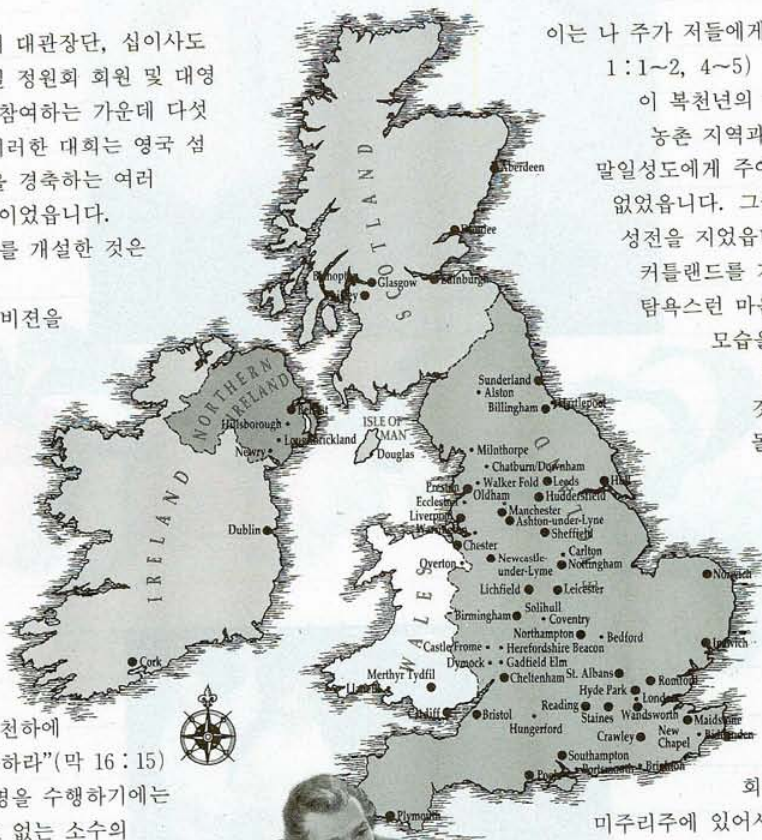 대관장단, 십이사도
정원회 회원 및 대영
참여하는 가운데 다섯
러한 대회는 영국 섬
을 경축하는 여러
이었읍니다.
를 개설한 것은
비젼을
천하에
하라”(막 16 : 15)
명을 수행하기에는
없는 소수의
이는 나 주가 저들에게
1 : 1~2, 4~5)
이 복천년의
농촌 지역과
말일성도에게 주어
없었읍니다. 그
성전을 지었읍니
커틀랜드를
탐욕스런 마음
모습을
회
미주리주에 있어서
SCOTLAND
Aberdeen
Dundee
Glasgow
Edinburgh
NORTHERN IRELAND
Belfast
Hillsborough
Loughbrickland
Newry
ISLE OF MAN
Douglas
IRELAND
Dublin
Cork
Sunderland
Alston
Billingham
Hartlepool
Milnthorpe
Chatburn/Downham
Preston
Walker Fold
Leeds
Hull
Eccleston
Oldham
Huddersfield
Liverpool
Manchester
Ashton-under-Lyne
Sheffield
Chester
Carlton
Overton
Newcastle-
under-Lyme
Nottingham
Norwich
Lichfield
Leicester
WALES
Birmingham
Solihull
Coventry
Northampton
Bedford
Ipswich
Castle Frome
Herefordshire Beacon
Dymock
Gadfield Elm
Merthyr Tydfil
Cheltenham
St. Albans
Romford
Hyde Park
London
Cardiff
Bristol
Reading
Staines
Wandsworth
Maidstone
Hungerford
Crawley
New
Chapel
Southampton
Portsmouth
Brighton
Plymouth